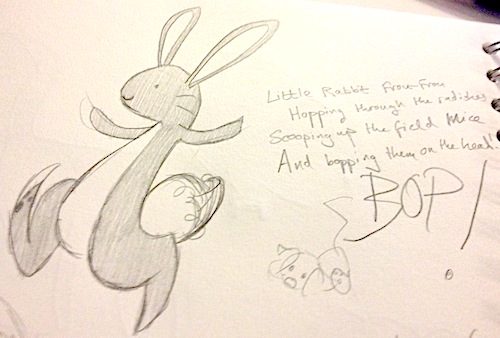 Little Rabbit Frou-Frou
Hopping through the radishes
Scooping up the field Mice
And bopping them on the head!
BOP!